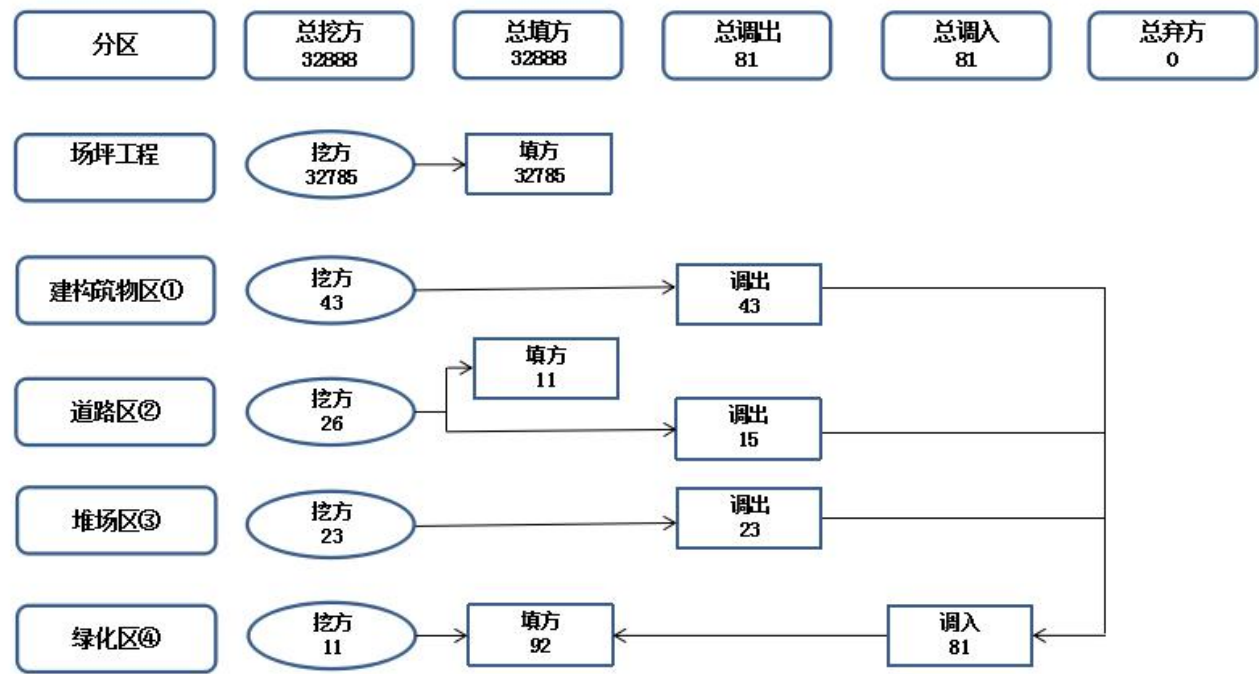 分区
总挖方
32888
总填方
32888
总调出
81
总调入
81
总弃方
0
场坪工程
挖方
32785
填方
32785
建构筑物区①
挖方
43
调出
43
道路区②
挖方
26
填方
11
调出
15
堆场区③
挖方
23
调出
23
绿化区④
挖方
11
填方
92
调入
81